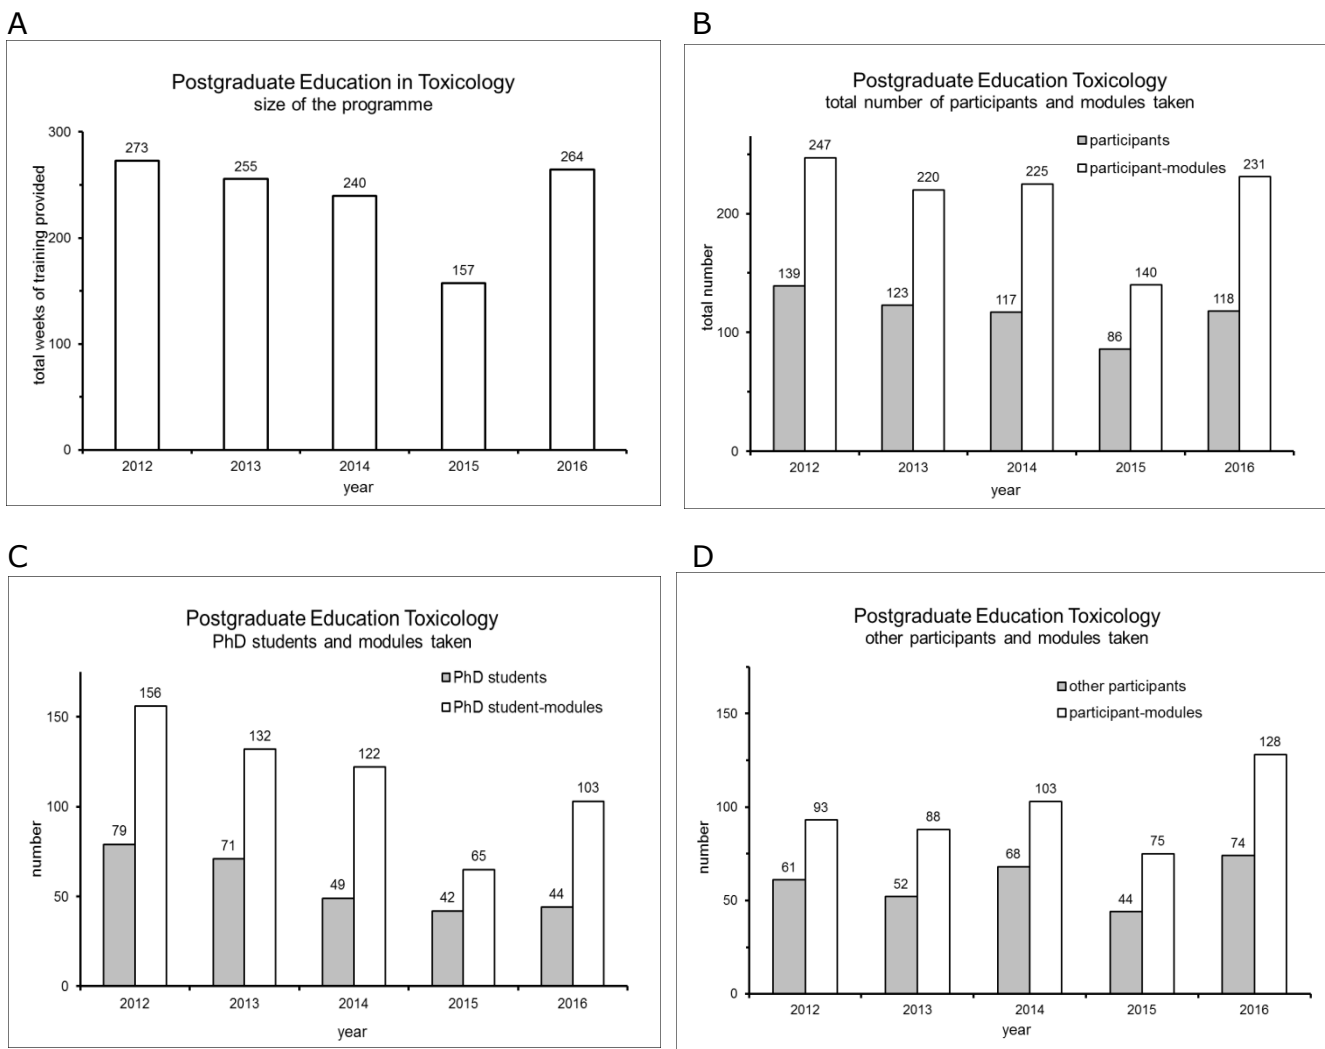 A
Postgraduate Education in Toxicology
size of the programme
total weeks of training provided
300
200
100
0
273
255
240
157
264
2012
2013
2014
2015
2016
year
B
Postgraduate Education Toxicology
total number of participants and modules taken
participants
participant-modules
total number
200
100
0
247
139
220
123
225
117
140
86
231
118
2012
2013
2014
2015
2016
year
C
Postgraduate Education Toxicology
PhD students and modules taken
PhD students
PhD student-modules
number
150
100
50
0
156
79
132
71
122
49
65
42
103
44
2012
2013
2014
2015
2016
year
D
Postgraduate Education Toxicology
other participants and modules taken
other participants
participant-modules
number
150
100
50
0
93
61
88
52
103
68
75
44
128
74
2012
2013
2014
2015
2016
year